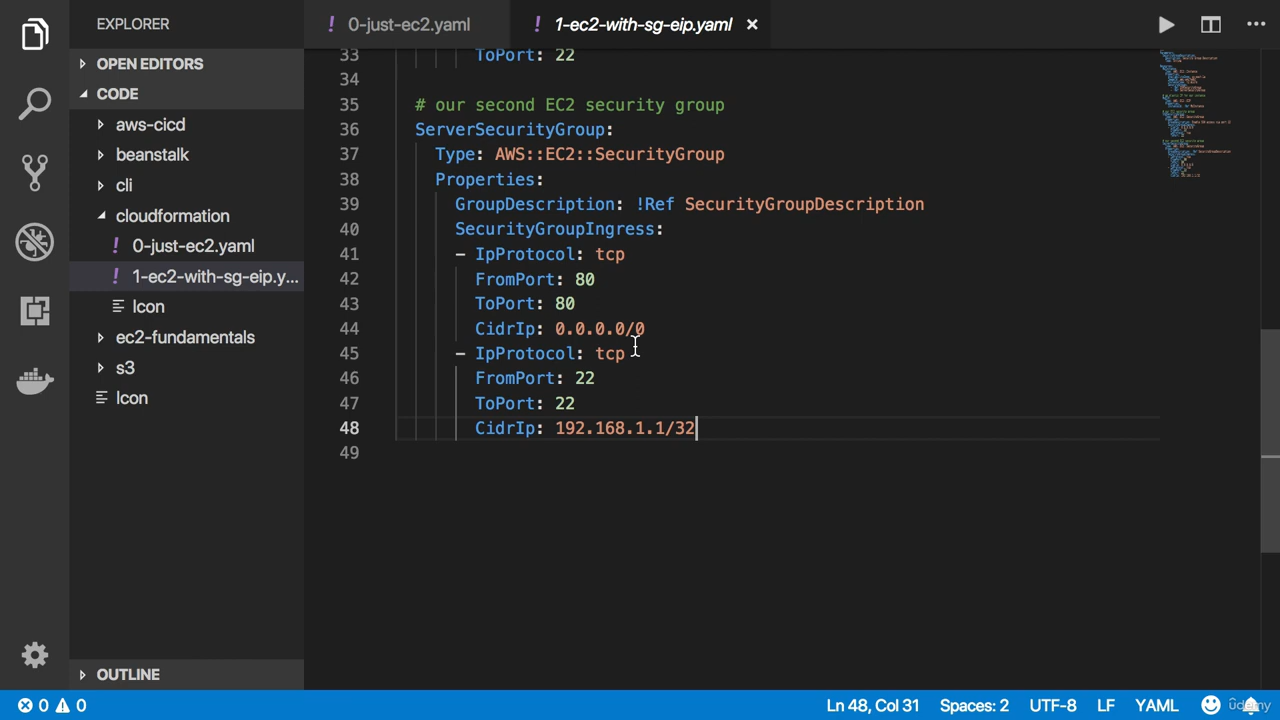 EXPLORER
! 0-just-ec2.yaml
! 1-ec2-with-sg-eip.yaml ×
OPEN EDITORS
CODE
aws-cicd
beanstalk
cli
cloudformation
! 0-just-ec2.yaml
! 1-ec2-with-sg-eip.y...
Icon
ec2-fundamentals
s3
Icon
OUTLINE
33 ToPort: 22
34
35 # our second EC2 security group
36 ServerSecurityGroup:
37 Type: AWS::EC2::SecurityGroup
38 Properties:
39 GroupDescription: !Ref SecurityGroupDescription
40 SecurityGroupIngress:
41 - IpProtocol: tcp
42 FromPort: 80
43 ToPort: 80
44 CidrIp: 0.0.0.0/0
45 - IpProtocol: tcp
46 FromPort: 22
47 ToPort: 22
48 CidrIp: 192.168.1.1/32
49
0 0
Ln 48, Col 31 Spaces: 2 UTF-8 LF YAML
udemy